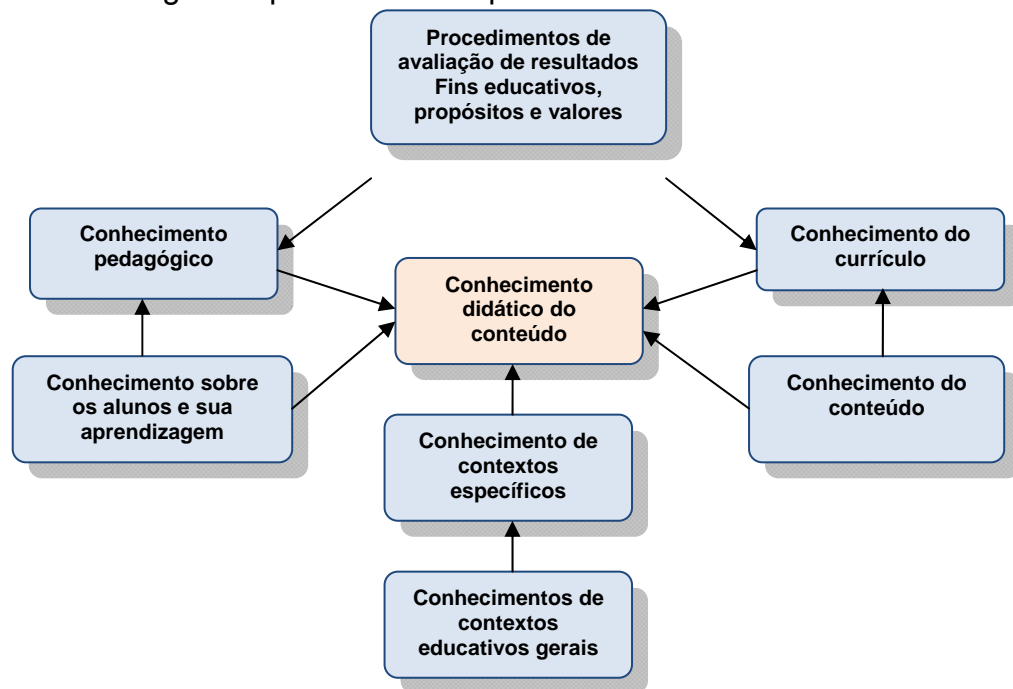 Procedimentos de
avaliação de resultados
Fins educativos,
propósitos e valores
Conhecimento
pedagógico
Conhecimento do
currículo
Conhecimento
didático do
conteúdo
Conhecimento sobre
os alunos e sua
aprendizagem
Conhecimento do
conteúdo
Conhecimento de
contextos
específicos
Conhecimentos de
contextos
educativos gerais